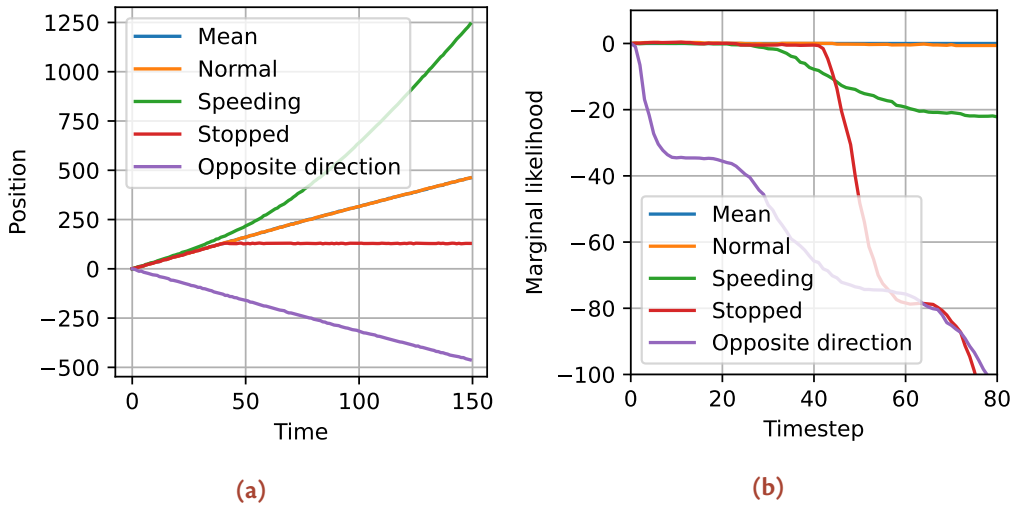 1250
1000
750
500
250
0
−250
−500
Position
Mean
Normal
Speeding
Stopped
Opposite direction
0 50 100 150
Time
(a)
0
−20
−40
−60
−80
−100
Marginal likelihood
Mean
Normal
Speeding
Stopped
Opposite direction
0 20 40 60 80
Timestep
(b)